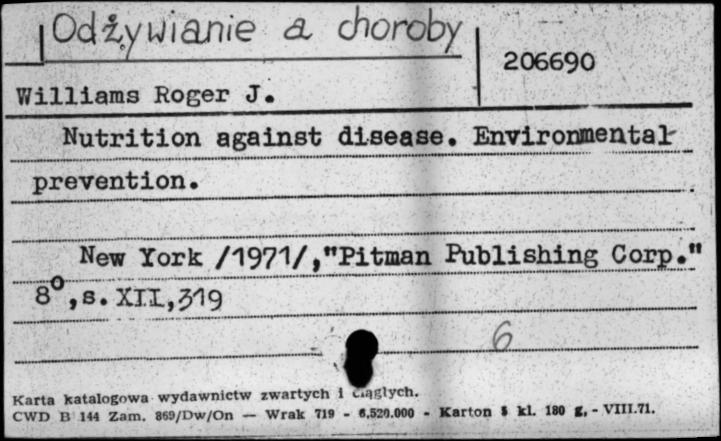 Odżywianie a choroby
206690
Williams Roger J.
Nutrition against disease. Environmental
prevention.
New York /1971/,"Pitman Publishing Corp."
8⁰,s. XII,319
6
Karta katalogowa wydawnictw zwartych i ciągłych.
CWD B 144 Zam. 869/Dw/On — Wrak 719 - 6,520.000 - Karton 5 kl. 180 g, - VIII.71.